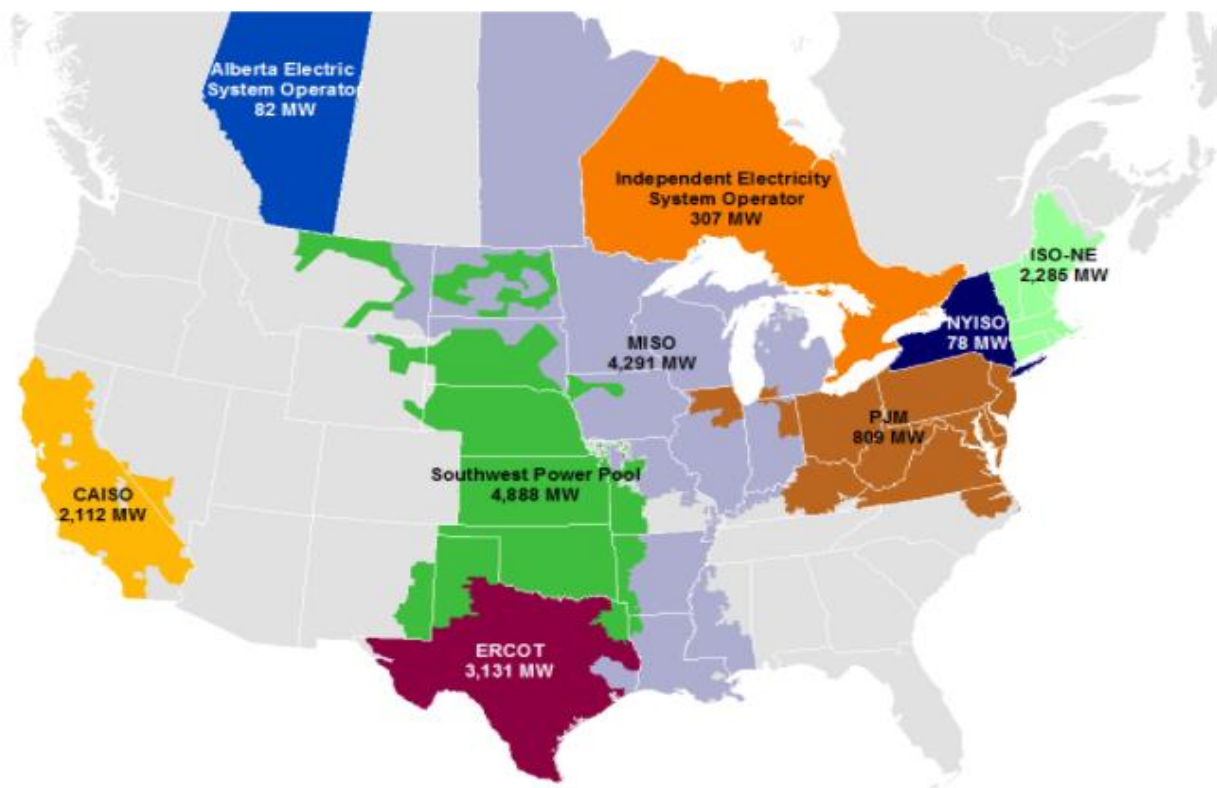 Alberta Electric
System Operator
82 MW
Independent Electricity
System Operator
307 MW
ISO-NE
2,285 MW
NYISO
78 MW
MISO
4,291 MW
PJM
809 MW
Southwest Power Pool
4,888 MW
CAISO
2,112 MW
ERCOT
3,131 MW